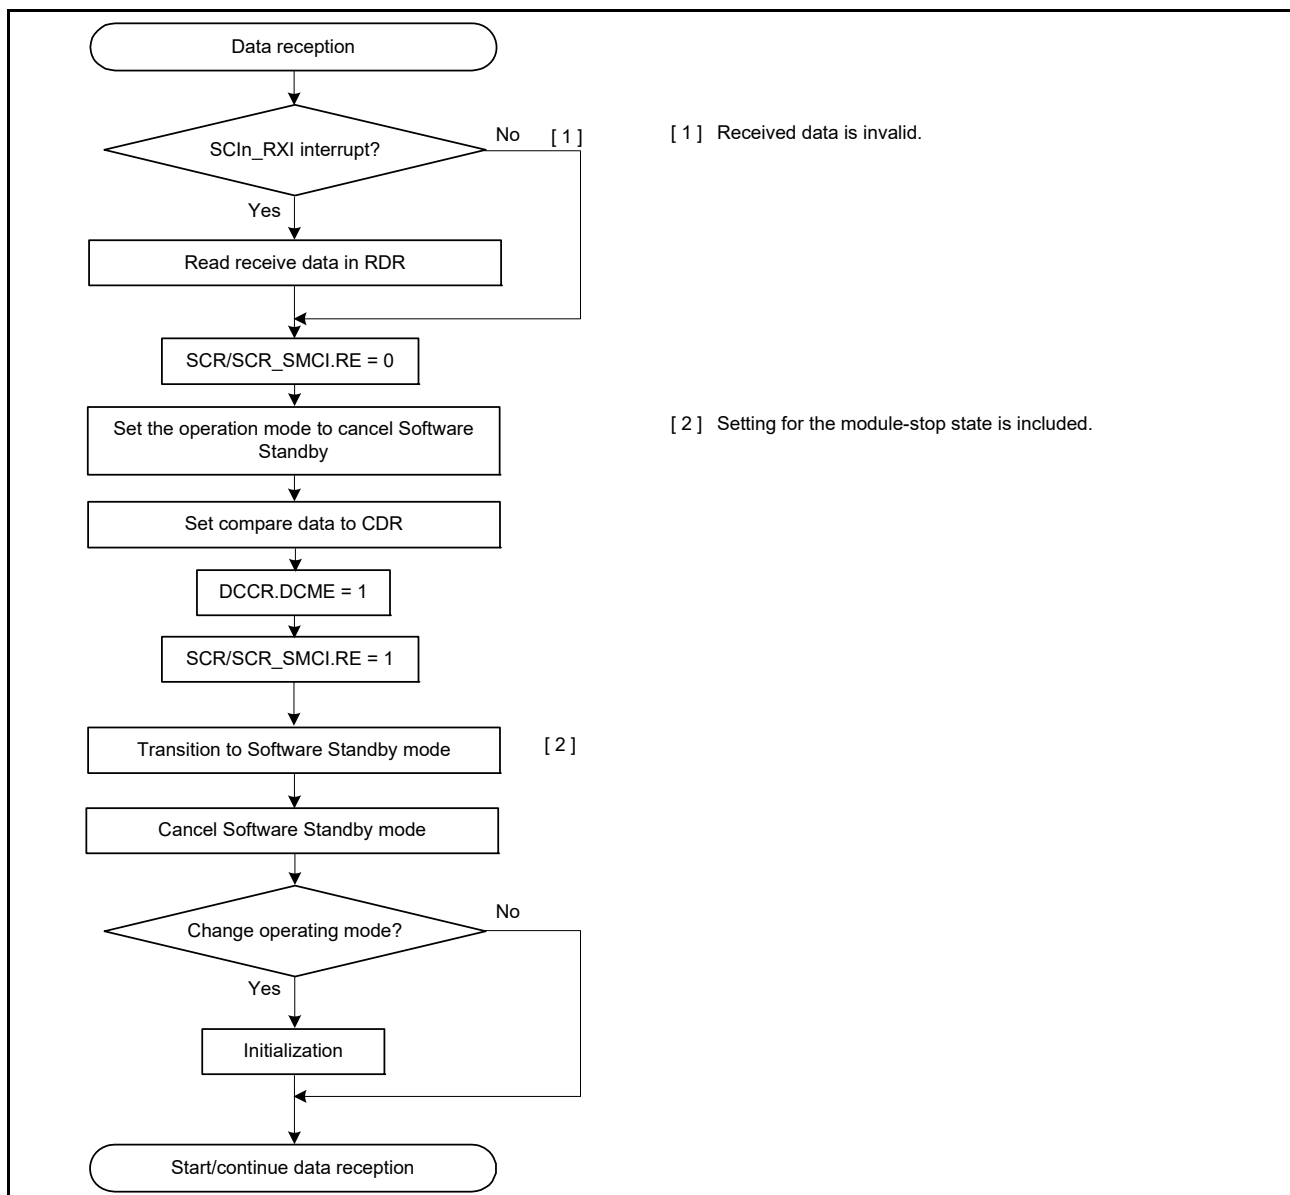 Data reception
SCIn_RXI interrupt?
No
[ 1 ]
[ 1 ] Received data is invalid.
Yes
Read receive data in RDR
SCR/SCR_SMCI.RE = 0
Set the operation mode to cancel Software
Standby
[ 2 ] Setting for the module-stop state is included.
Set compare data to CDR
DCCR.DCME = 1
SCR/SCR_SMCI.RE = 1
Transition to Software Standby mode
[ 2 ]
Cancel Software Standby mode
Change operating mode?
No
Yes
Initialization
Start/continue data reception